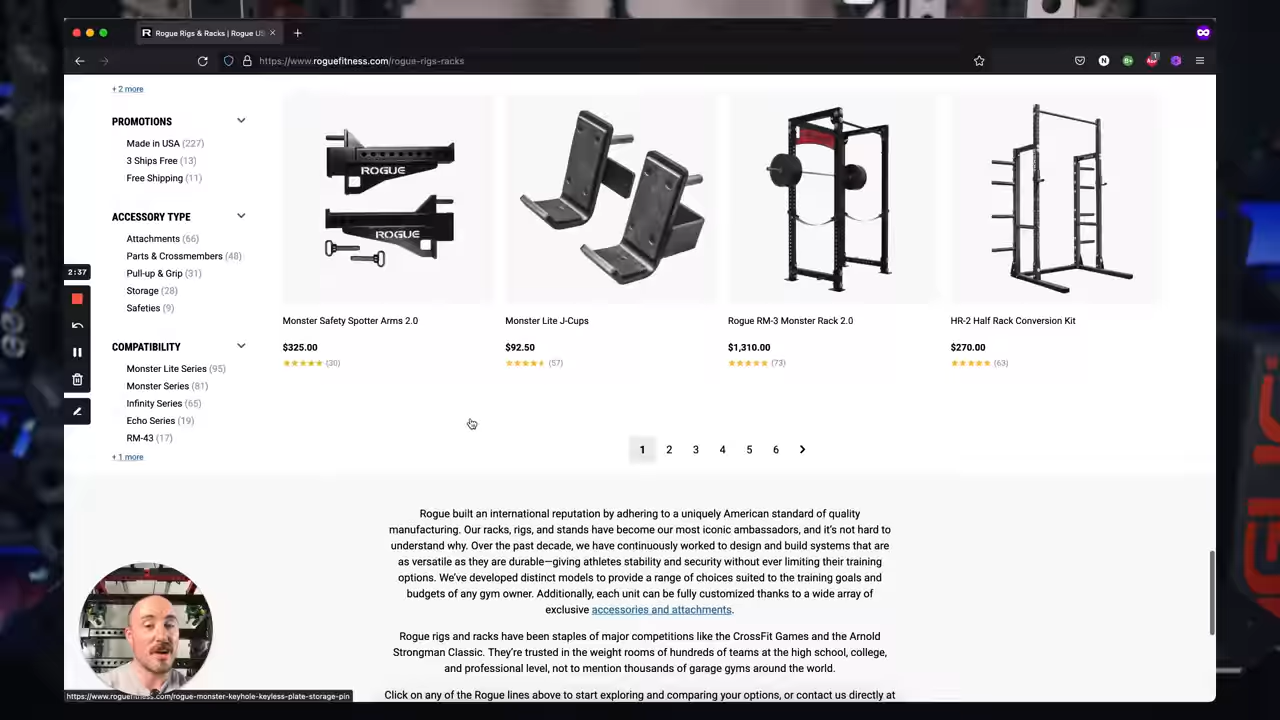 Rogue Rigs & Racks | Rogue US
https://www.roguefitness.com/rogue-rigs-racks
+ 2 more
PROMOTIONS
Made in USA (227)
3 Ships Free (13)
Free Shipping (11)
ACCESSORY TYPE
Attachments (66)
Parts & Crossmembers (48)
Pull-up & Grip (31)
Storage (28)
Safeties (9)
COMPATIBILITY
Monster Lite Series (95)
Monster Series (81)
Infinity Series (65)
Echo Series (19)
RM-43 (17)
+ 1 more
2:37
ROGUE
ROGUE
Monster Safety Spotter Arms 2.0
$325.00
(30)
Monster Lite J-Cups
$92.50
(57)
Rogue RM-3 Monster Rack 2.0
$1,310.00
(73)
HR-2 Half Rack Conversion Kit
$270.00
(63)
1 2 3 4 5 6
Rogue built an international reputation by adhering to a uniquely American standard of quality
manufacturing. Our racks, rigs, and stands have become our most iconic ambassadors, and it's not hard to
understand why. Over the past decade, we have continuously worked to design and build systems that are
as versatile as they are durable—giving athletes stability and security without ever limiting their training
options. We've developed distinct models to provide a range of choices suited to the training goals and
budgets of any gym owner. Additionally, each unit can be fully customized thanks to a wide array of
exclusive accessories and attachments.
Rogue rigs and racks have been staples of major competitions like the CrossFit Games and the Arnold
Strongman Classic. They're trusted in the weight rooms of hundreds of teams at the high school, college,
and professional level, not to mention thousands of garage gyms around the world.
Click on any of the Rogue lines above to start exploring and comparing your options, or contact us directly at
https://www.roguefitness.com/rogue-monster-keyhole-keyless-plate-storage-pin